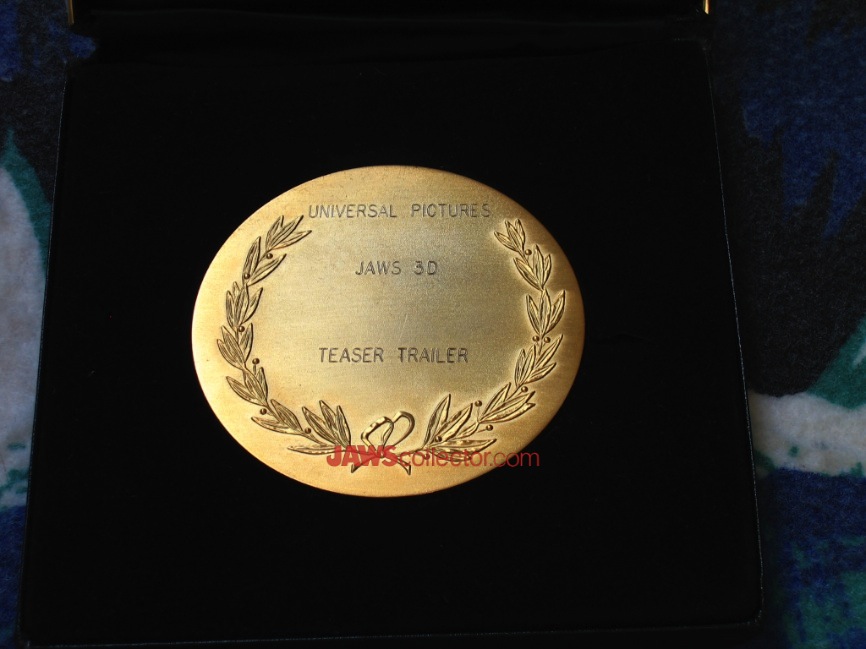 UNIVERSAL PICTURES
JAWS 3D
TEASER TRAILER
JAWScollector.com